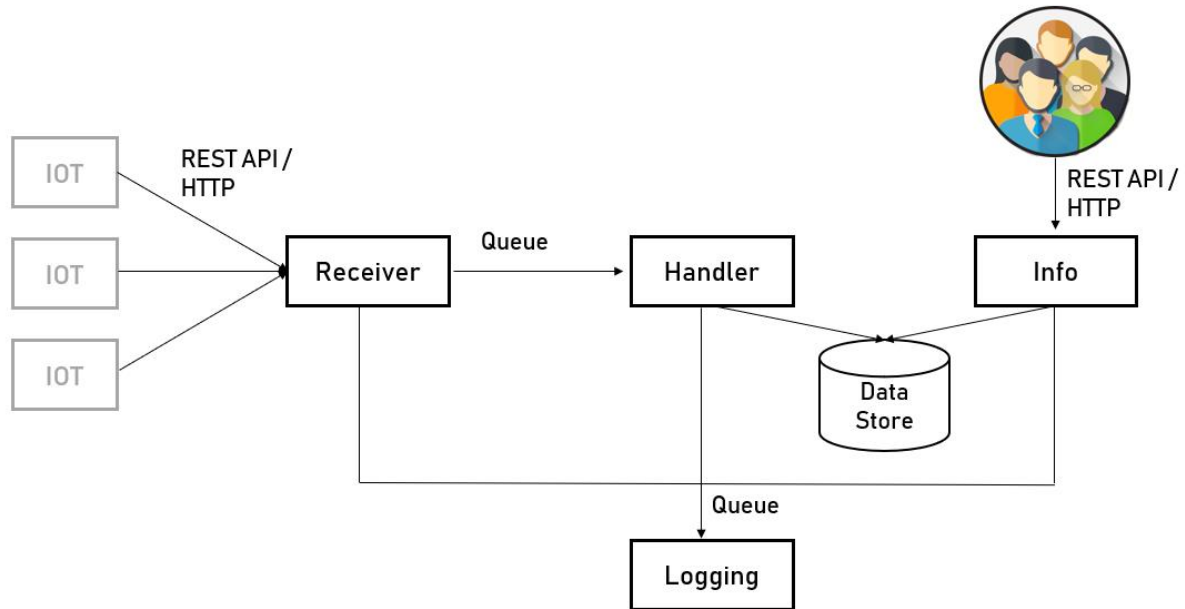 IOT
REST API /
HTTP
IOT
IOT
Receiver
Queue
Handler
REST API /
HTTP
Info
Data
Store
Queue
Logging